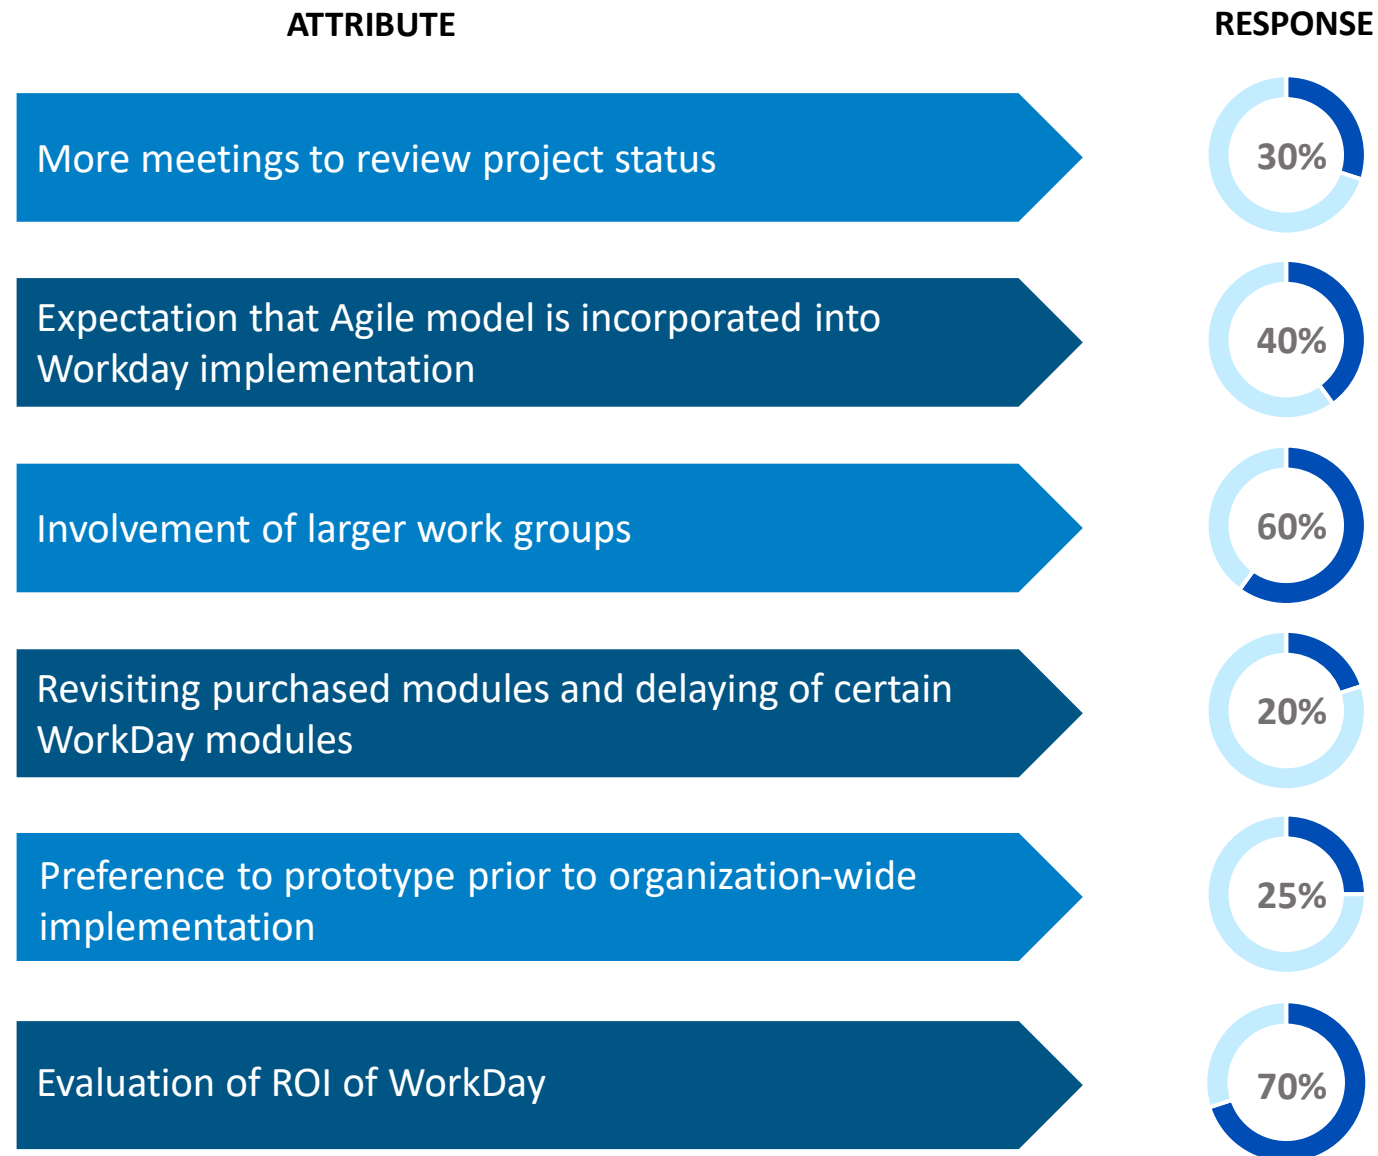 ATTRIBUTE
RESPONSE
More meetings to review project status
30%
Expectation that Agile model is incorporated into
Workday implementation
40%
Involvement of larger work groups
60%
Revisiting purchased modules and delaying of certain
WorkDay modules
20%
Preference to prototype prior to organization-wide
implementation
25%
Evaluation of ROI of WorkDay
70%